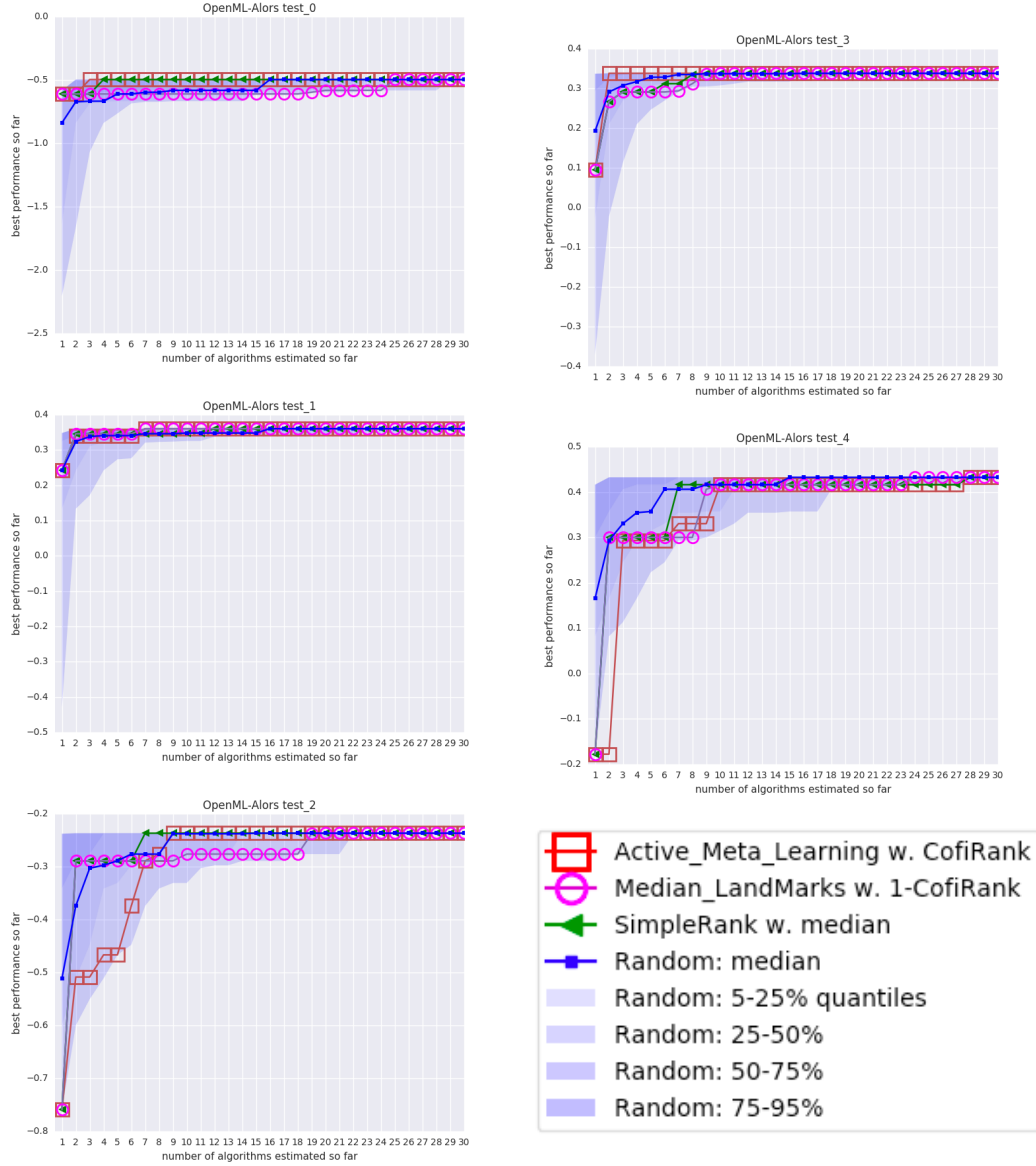 OpenML-Alors test_0
best performance so far
0.0
−0.5
−1.0
−1.5
−2.0
−2.5
1 2 3 4 5 6 7 8 9 10 11 12 13 14 15 16 17 18 19 20 21 22 23 24 25 26 27 28 29 30
number of algorithms estimated so far
OpenML-Alors test_3
best performance so far
0.4
0.3
0.2
0.1
0.0
−0.1
−0.2
−0.3
−0.4
1 2 3 4 5 6 7 8 9 10 11 12 13 14 15 16 17 18 19 20 21 22 23 24 25 26 27 28 29 30
number of algorithms estimated so far
OpenML-Alors test_1
best performance so far
0.4
0.3
0.2
0.1
0.0
−0.1
−0.2
−0.3
−0.4
−0.5
1 2 3 4 5 6 7 8 9 10 11 12 13 14 15 16 17 18 19 20 21 22 23 24 25 26 27 28 29 30
number of algorithms estimated so far
OpenML-Alors test_4
best performance so far
0.5
0.4
0.3
0.2
0.1
0.0
−0.1
−0.2
1 2 3 4 5 6 7 8 9 10 11 12 13 14 15 16 17 18 19 20 21 22 23 24 25 26 27 28 29 30
number of algorithms estimated so far
OpenML-Alors test_2
best performance so far
−0.2
−0.3
−0.4
−0.5
−0.6
−0.7
−0.8
1 2 3 4 5 6 7 8 9 10 11 12 13 14 15 16 17 18 19 20 21 22 23 24 25 26 27 28 29 30
number of algorithms estimated so far
Active_Meta_Learning w. CofiRank
Median_LandMarks w. 1-CofiRank
SimpleRank w. median
Random: median
Random: 5-25% quantiles
Random: 25-50%
Random: 50-75%
Random: 75-95%